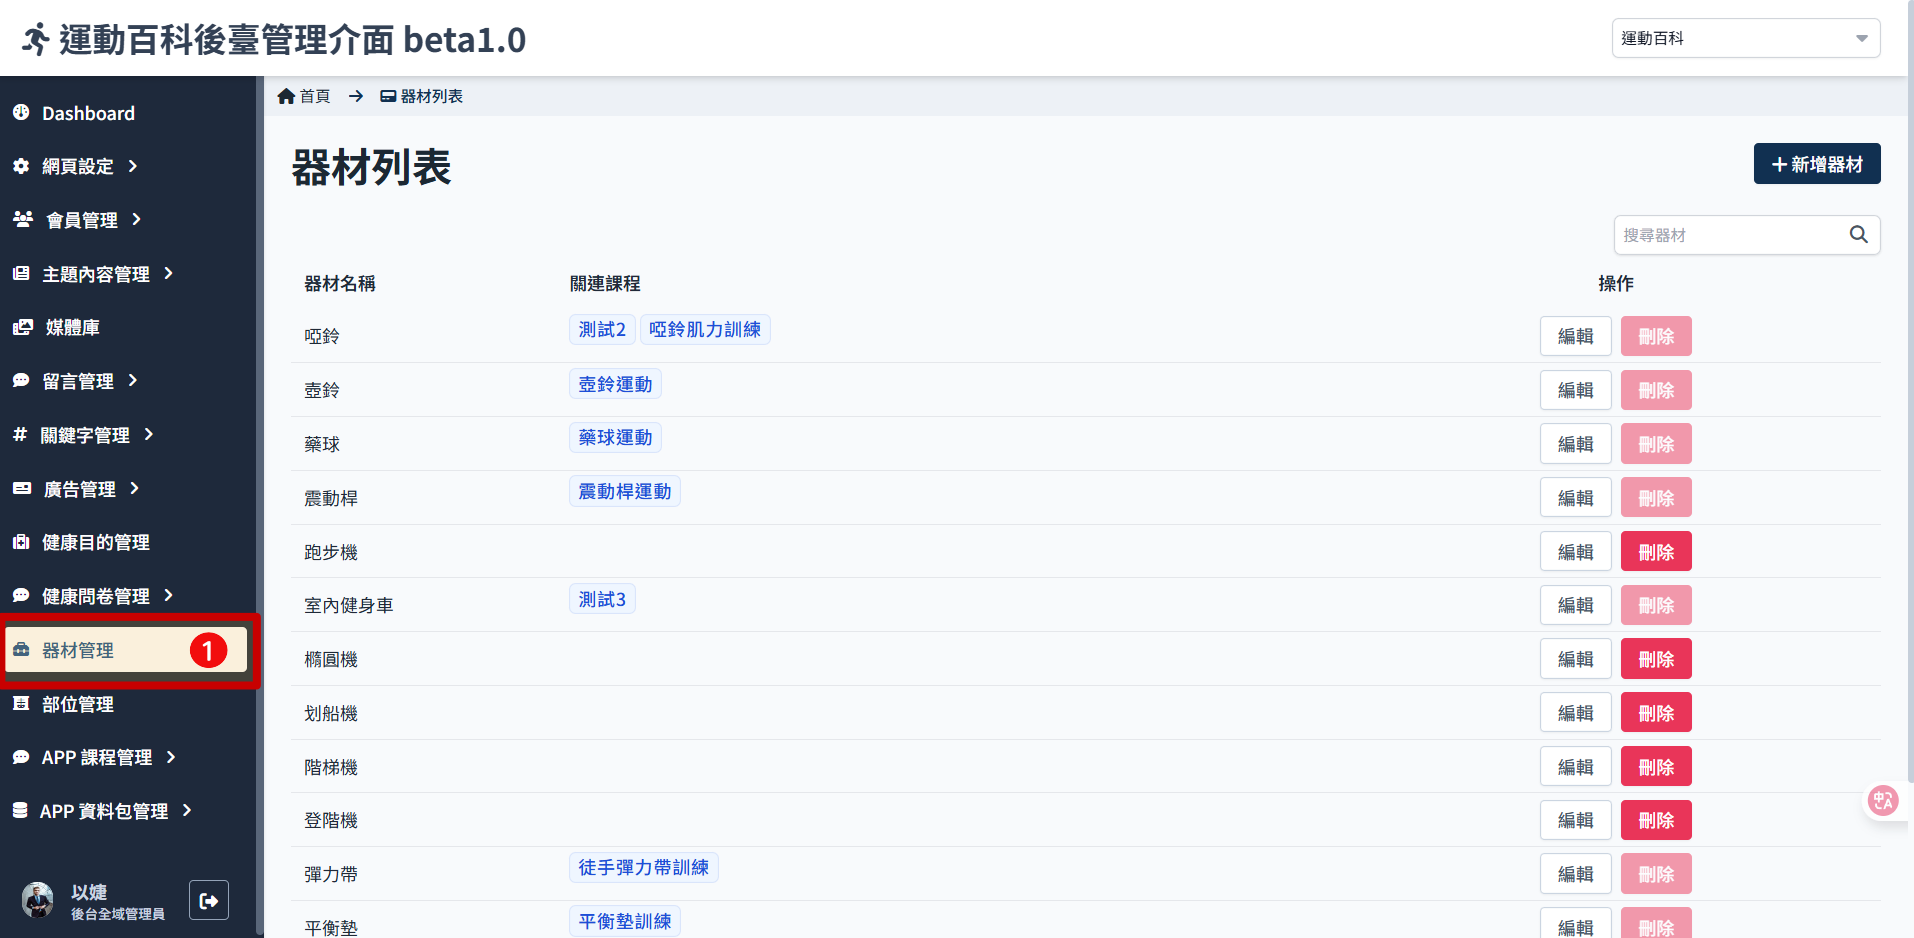 運動百科後臺管理介面 beta1.0
運動百科
Dashboard
網頁設定
會員管理
主題內容管理
媒體庫
留言管理
# 關鍵字管理
廣告管理
健康目的管理
健康問卷管理
器材管理 1
部位管理
APP 課程管理
APP 資料包管理
以婕
後台全域管理員
首頁 → 器材列表
器材列表
+ 新增器材
搜尋器材
器材名稱 關連課程 操作
啞鈴 測試2 啞鈴肌力訓練 編輯 刪除
壺鈴 壺鈴運動 編輯 刪除
藥球 藥球運動 編輯 刪除
震動桿 震動桿運動 編輯 刪除
跑步機 編輯 刪除
室內健身車 測試3 編輯 刪除
橢圓機 編輯 刪除
划船機 編輯 刪除
階梯機 編輯 刪除
登階機 編輯 刪除
彈力帶 徒手彈力帶訓練 編輯 刪除
平衡墊 平衡墊訓練 編輯 刪除
中A